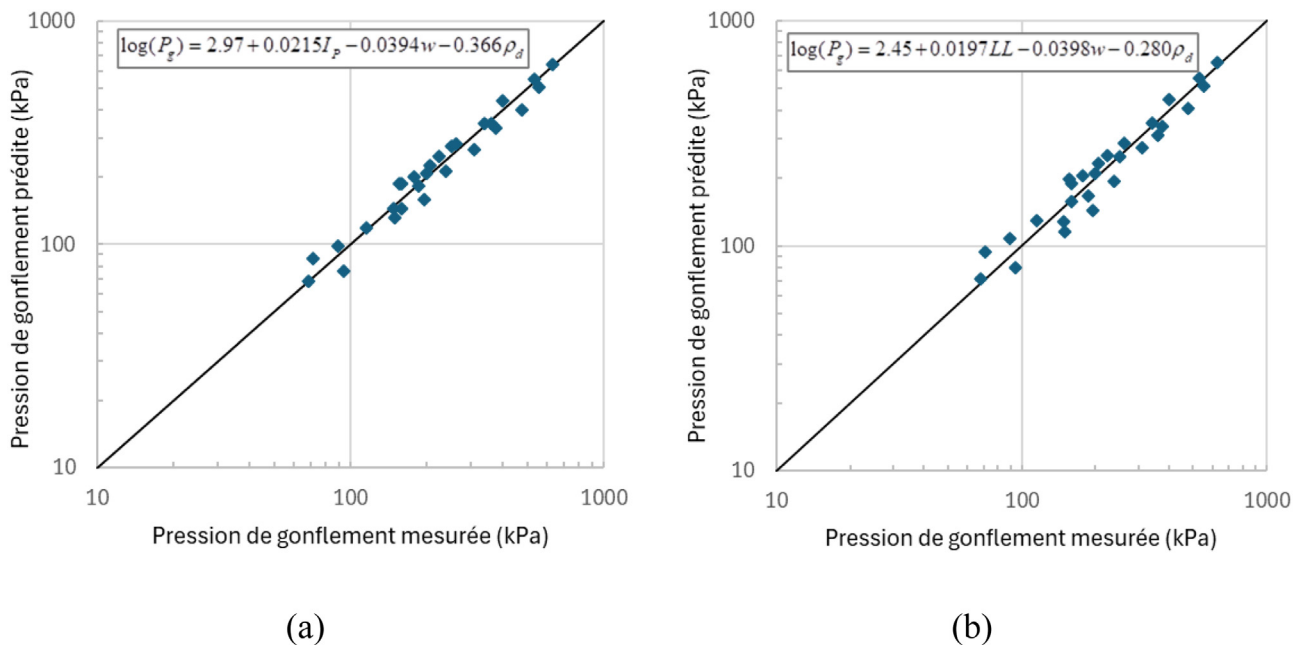 1000
log(P_g) = 2.97+0.0215I_P −0.0394w−0.366ρ_d
100
10
10 100 1000
Pression de gonflement prédite (kPa)
Pression de gonflement mesurée (kPa)
(a)
1000
log(P_g) = 2.45+0.0197LL−0.0398w−0.280ρ_d
100
10
10 100 1000
Pression de gonflement prédite (kPa)
Pression de gonflement mesurée (kPa)
(b)